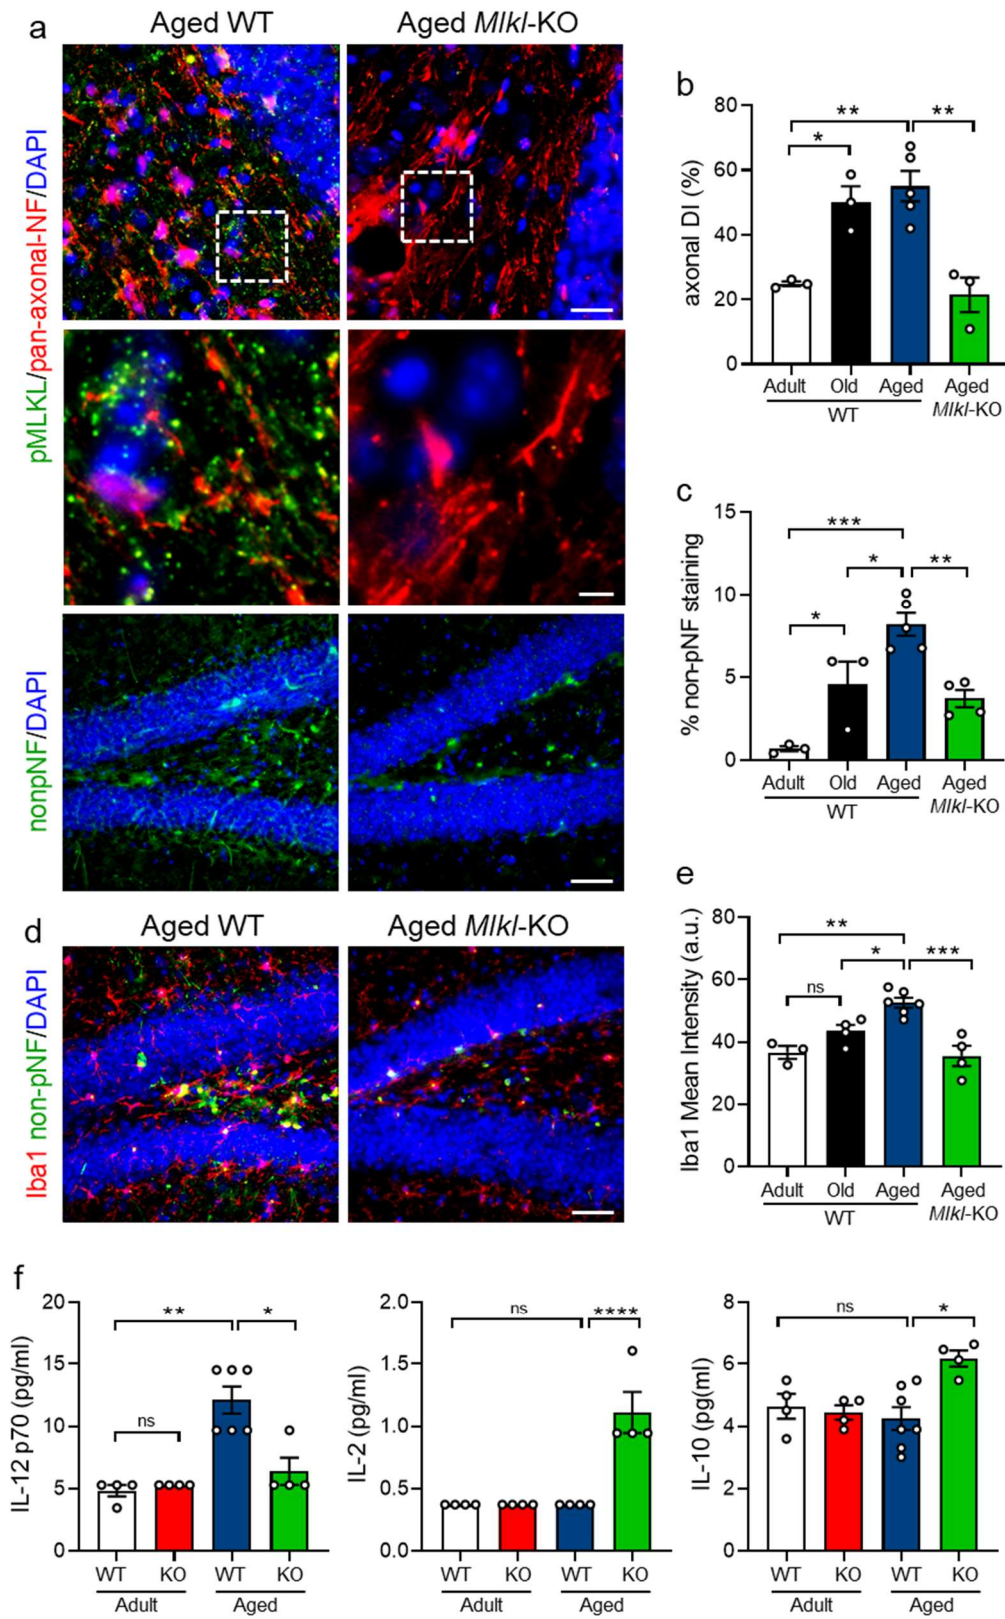 a
Aged WT
Aged Mlkl-KO
pMLKL/pan-axonal-NF/DAPI
nonpNF/DAPI
b
axonal DI (%)
80
60
40
20
0
** **
*
Adult Old Aged Aged
WT Mlkl-KO
c
% non-pNF staining
15
10
5
0
***
* **
*
Adult Old Aged Aged
WT Mlkl-KO
d
Aged WT
Aged Mlkl-KO
Iba1 non-pNF/DAPI
e
Iba1 Mean Intensity (a.u.)
80
60
40
20
0
**
* ***
ns
Adult Old Aged Aged
WT Mlkl-KO
f
IL-12 p70 (pg/ml)
20
15
10
5
0
** *
ns
WT KO WT KO
Adult Aged
IL-2 (pg/ml)
2.0
1.5
1.0
0.5
0.0
ns ****
WT KO WT KO
Adult Aged
IL-10 (pg(ml)
8
6
4
2
0
ns *
WT KO WT KO
Adult Aged